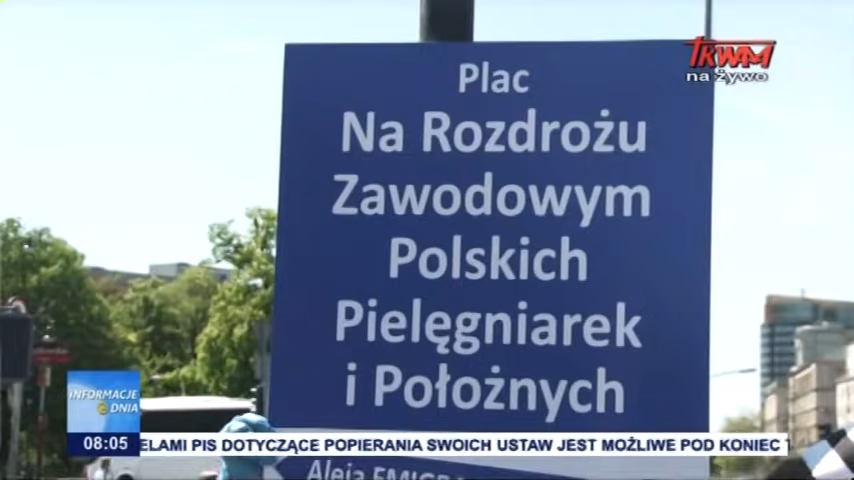 TRWAM
na żywo
Plac
Na Rozdrożu
Zawodowym
Polskich
Pielęgniarek
i Położnych
INFORMACJE
DNIA
08:05
ELAMI PIS DOTYCZĄCE POPIERANIA SWOICH USTAW JEST MOŻLIWE POD KONIEC
Aleja